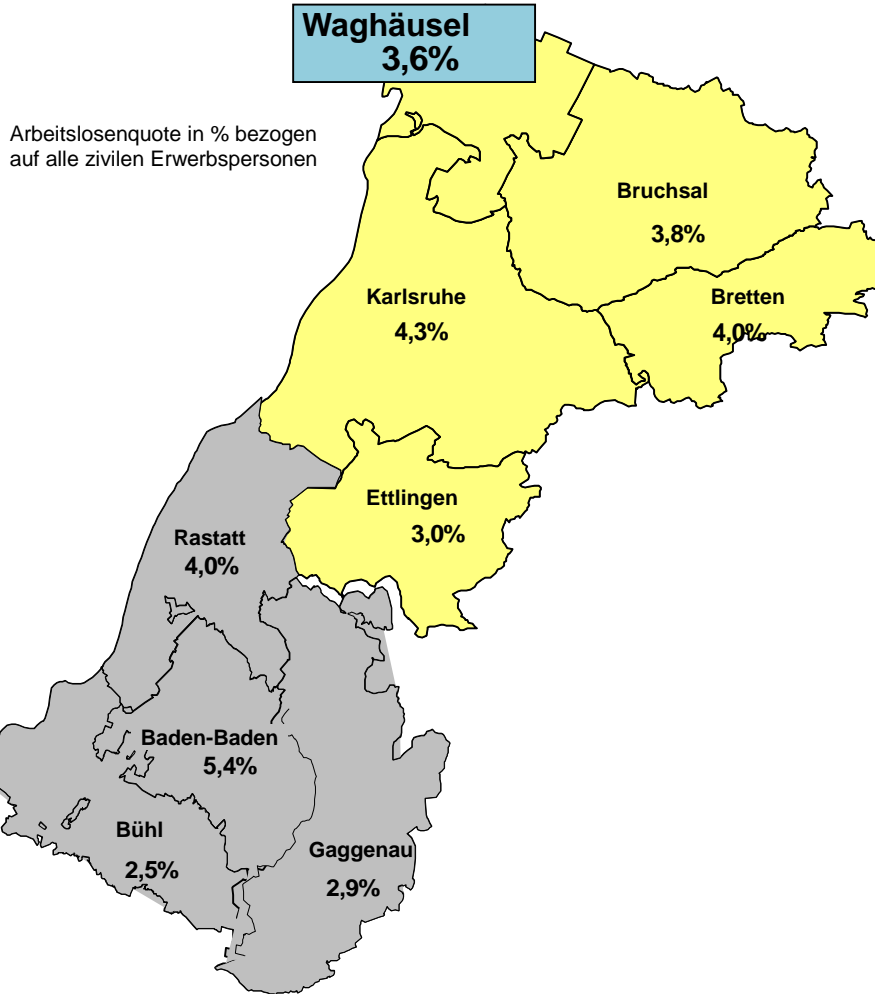 Waghäusel
3,6%
Arbeitslosenquote in % bezogen
auf alle zivilen Erwerbspersonen
Bruchsal
3,8%
Karlsruhe
4,3%
Bretten
4,0%
Ettlingen
3,0%
Rastatt
4,0%
Baden-Baden
5,4%
Bühl
2,5%
Gaggenau
2,9%